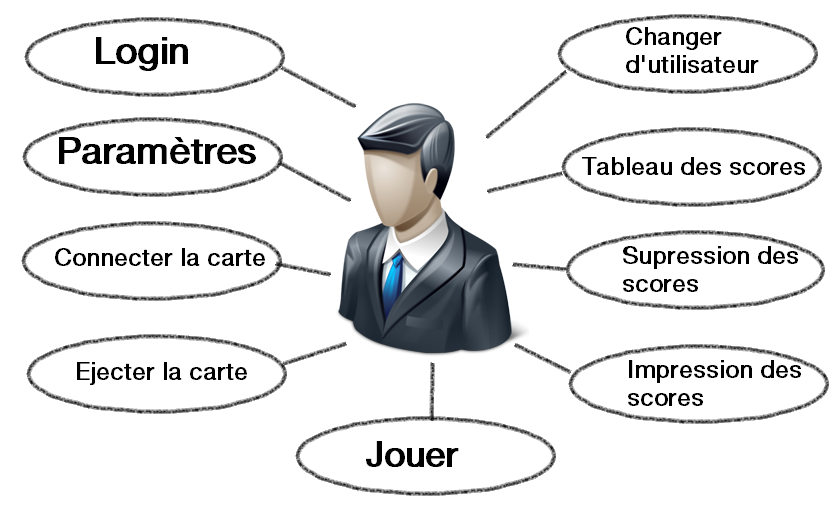 Login
Paramètres
Connecter la carte
Ejecter la carte
Jouer
Changer
d'utilisateur
Tableau des scores
Supression des
scores
Impression des
scores